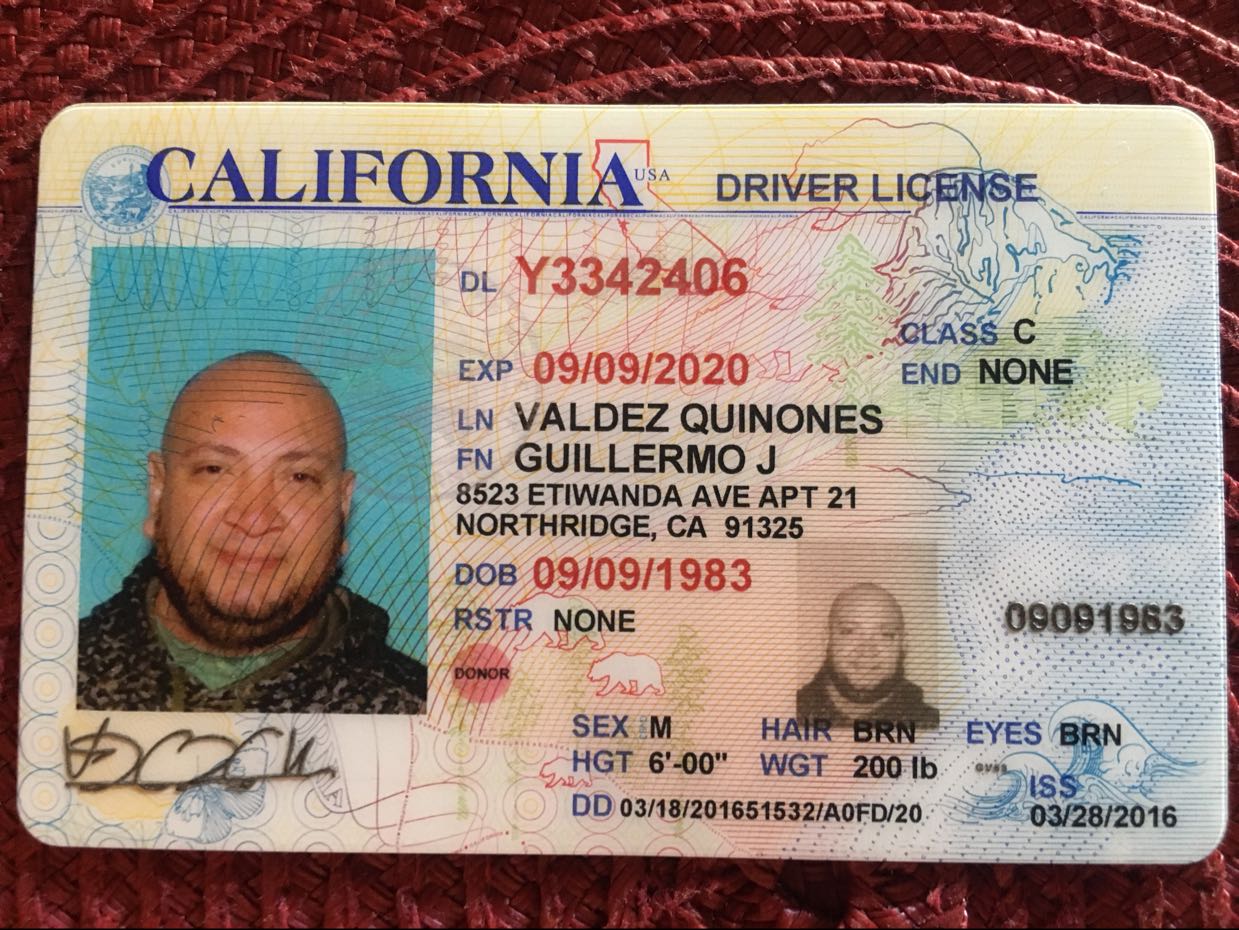 CALIFORNIA USA DRIVER LICENSE
DL Y3342406
CLASS C
EXP 09/09/2020
END NONE
LN VALDEZ QUINONES
FN GUILLERMO J
8523 ETIWANDA AVE APT 21
NORTHRIDGE, CA 91325
DOB 09/09/1983
RSTR NONE
09091983
DONOR
SEX M HAIR BRN EYES BRN
HGT 6'-00" WGT 200 lb
ISS
DD 03/18/201651532/A0FD/20 03/28/2016